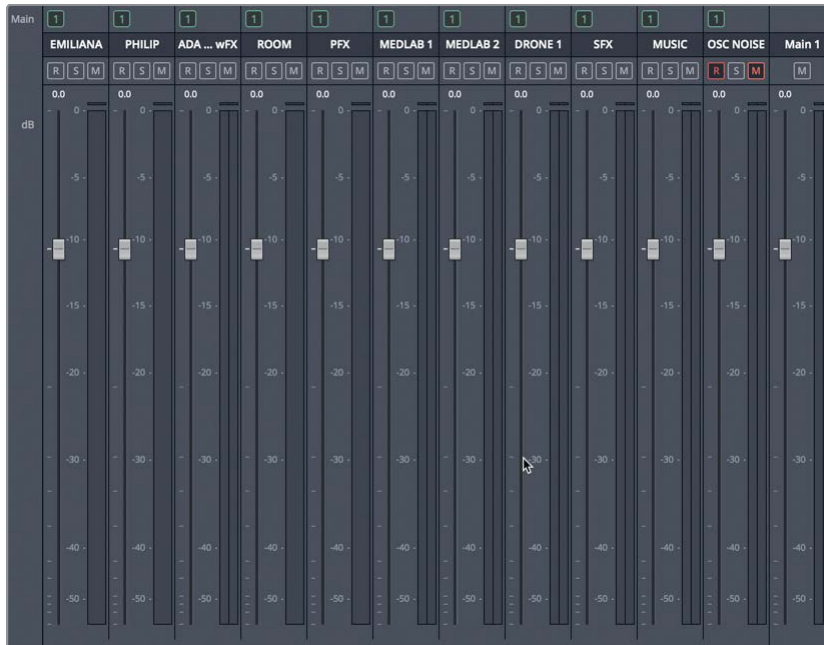 Main 1 1 1 1 1 1 1 1 1 1 1
EMILIANA PHILIP ADA ... wFX ROOM PFX MEDLAB 1 MEDLAB 2 DRONE 1 SFX MUSIC OSC NOISE Main 1
R S M R S M R S M R S M R S M R S M R S M R S M R S M R S M R S M M
0.0 0.0 0.0 0.0 0.0 0.0 0.0 0.0 0.0 0.0 0.0 0.0
0 0 0 0 0 0 0 0 0 0 0 0
dB
-5 -5 -5 -5 -5 -5 -5 -5 -5 -5 -5 -5
-10 -10 -10 -10 -10 -10 -10 -10 -10 -10 -10 -10
-15 -15 -15 -15 -15 -15 -15 -15 -15 -15 -15 -15
-20 -20 -20 -20 -20 -20 -20 -20 -20 -20 -20 -20
-30 -30 -30 -30 -30 -30 -30 -30 -30 -30 -30 -30
-40 -40 -40 -40 -40 -40 -40 -40 -40 -40 -40 -40
-50 -50 -50 -50 -50 -50 -50 -50 -50 -50 -50 -50